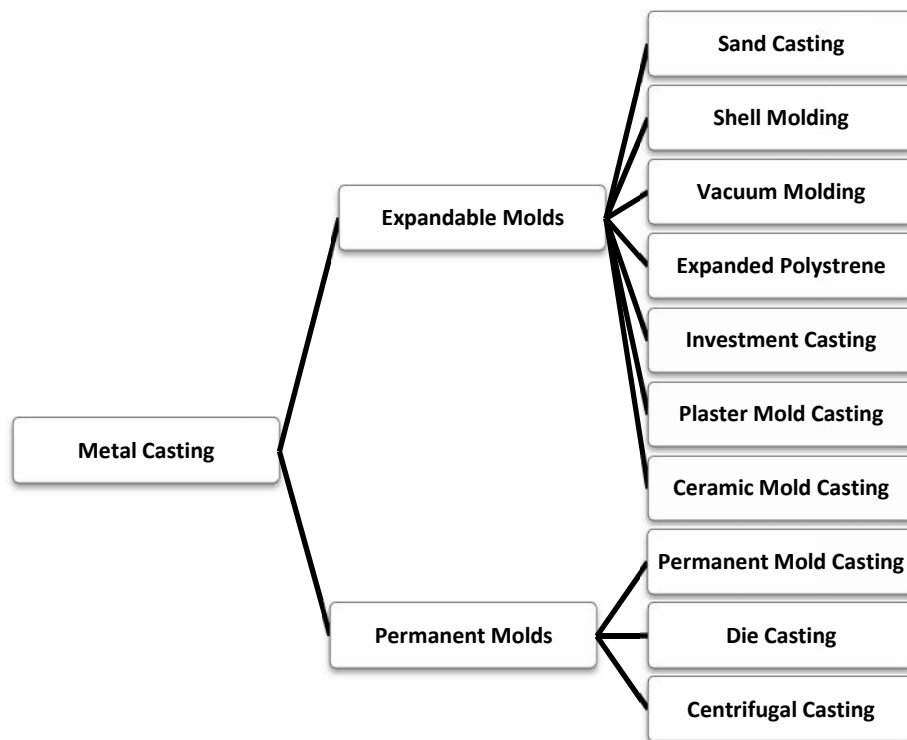 Metal Casting
Expandable Molds
Sand Casting
Shell Molding
Vacuum Molding
Expanded Polystrene
Investment Casting
Plaster Mold Casting
Ceramic Mold Casting
Permanent Molds
Permanent Mold Casting
Die Casting
Centrifugal Casting